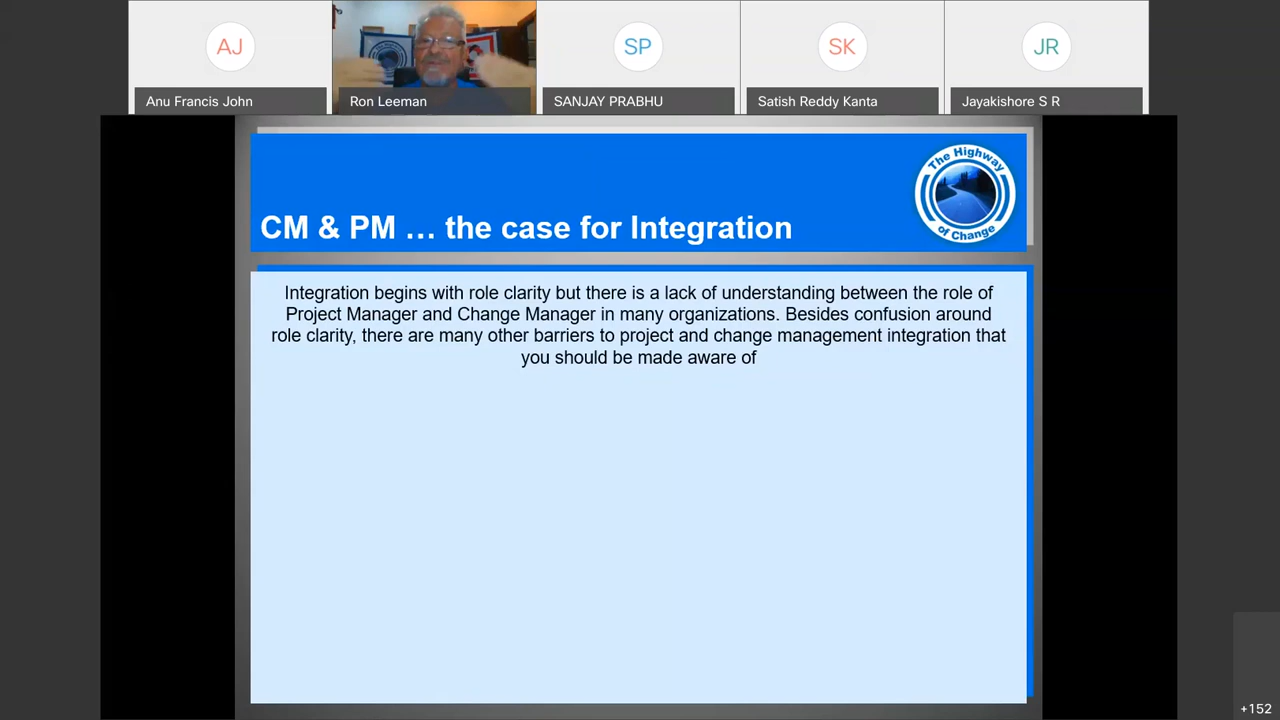 AJ
SP
SK
JR
Anu Francis John
Ron Leeman
SANJAY PRABHU
Satish Reddy Kanta
Jayakishore S R
The Highway
of Change
CM & PM … the case for Integration
Integration begins with role clarity but there is a lack of understanding between the role of
Project Manager and Change Manager in many organizations. Besides confusion around
role clarity, there are many other barriers to project and change management integration that
you should be made aware of
+152